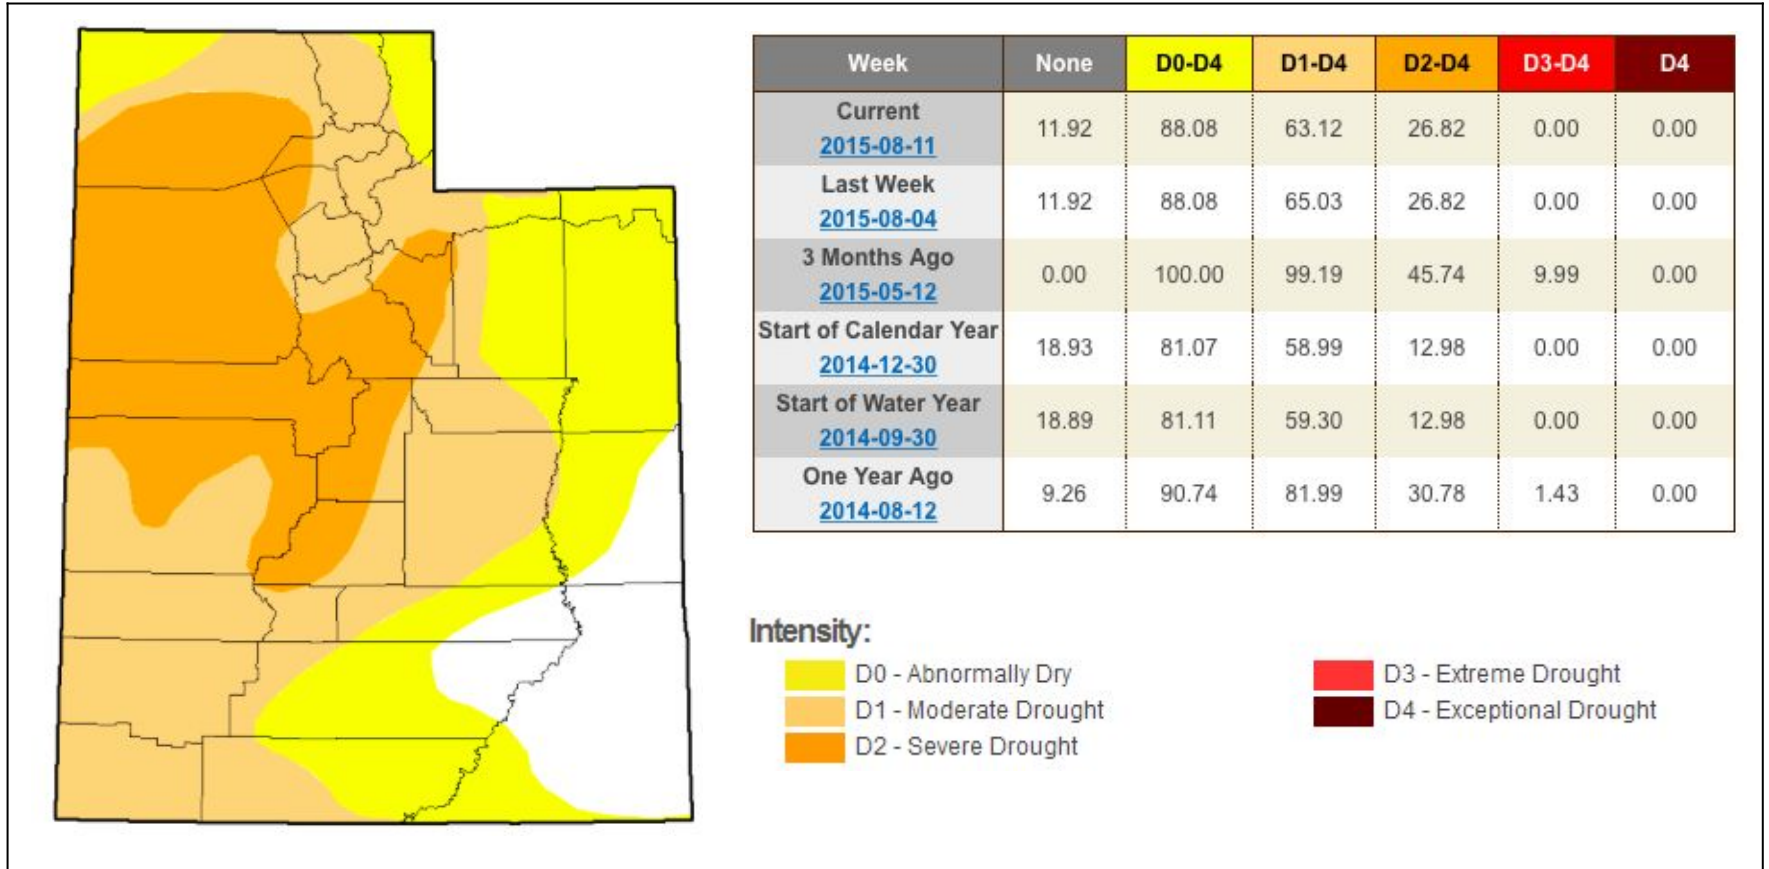 Week None D0-D4 D1-D4 D2-D4 D3-D4 D4
Current
2015-08-11 11.92 88.08 63.12 26.82 0.00 0.00
Last Week
2015-08-04 11.92 88.08 65.03 26.82 0.00 0.00
3 Months Ago
2015-05-12 0.00 100.00 99.19 45.74 9.99 0.00
Start of Calendar Year
2014-12-30 18.93 81.07 58.99 12.98 0.00 0.00
Start of Water Year
2014-09-30 18.89 81.11 59.30 12.98 0.00 0.00
One Year Ago
2014-08-12 9.26 90.74 81.99 30.78 1.43 0.00
Intensity:
D0 - Abnormally Dry
D1 - Moderate Drought
D2 - Severe Drought
D3 - Extreme Drought
D4 - Exceptional Drought